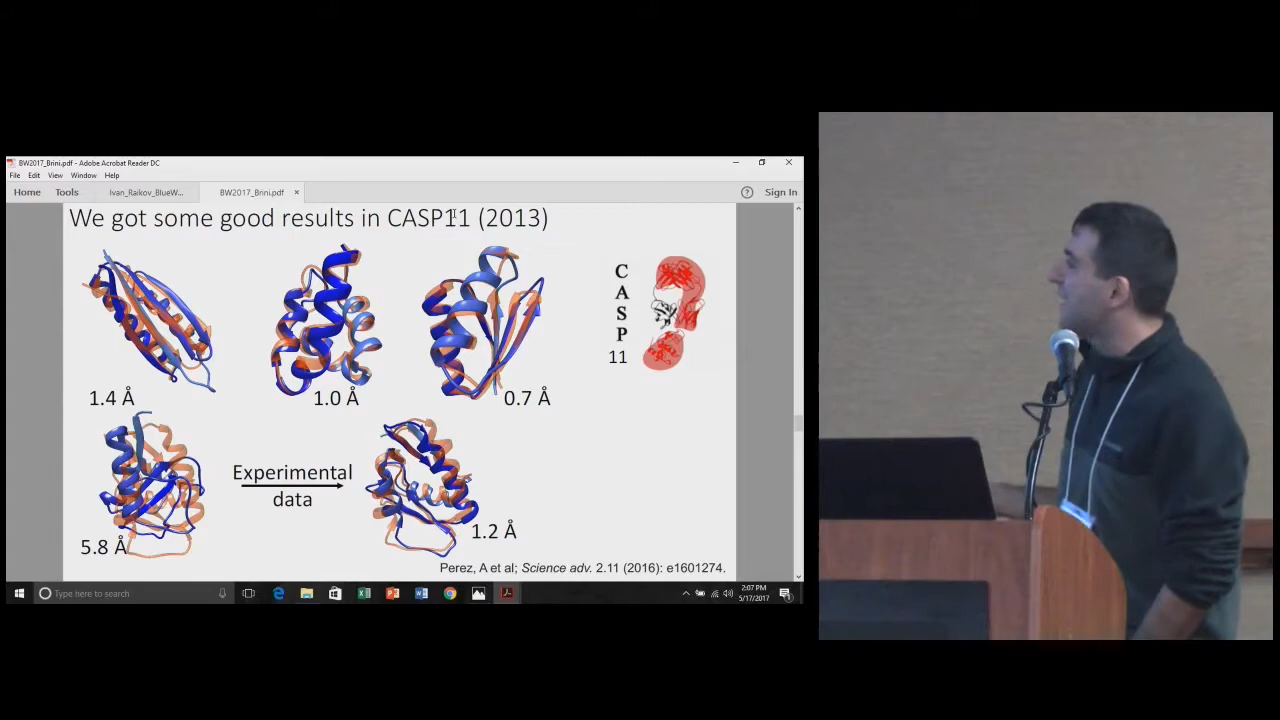 BW2017_Brini.pdf - Adobe Acrobat Reader DC
File Edit View Window Help
Home Tools Ivan_Raikov_BlueW... BW2017_Brini.pdf × Sign In
We got some good results in CASP11 (2013)
C
A
S
P
11
1.4 Å
1.0 Å
0.7 Å
Experimental
data
5.8 Å
1.2 Å
Perez, A et al; Science adv. 2.11 (2016): e1601274.
Type here to search
2:07 PM
5/17/2017